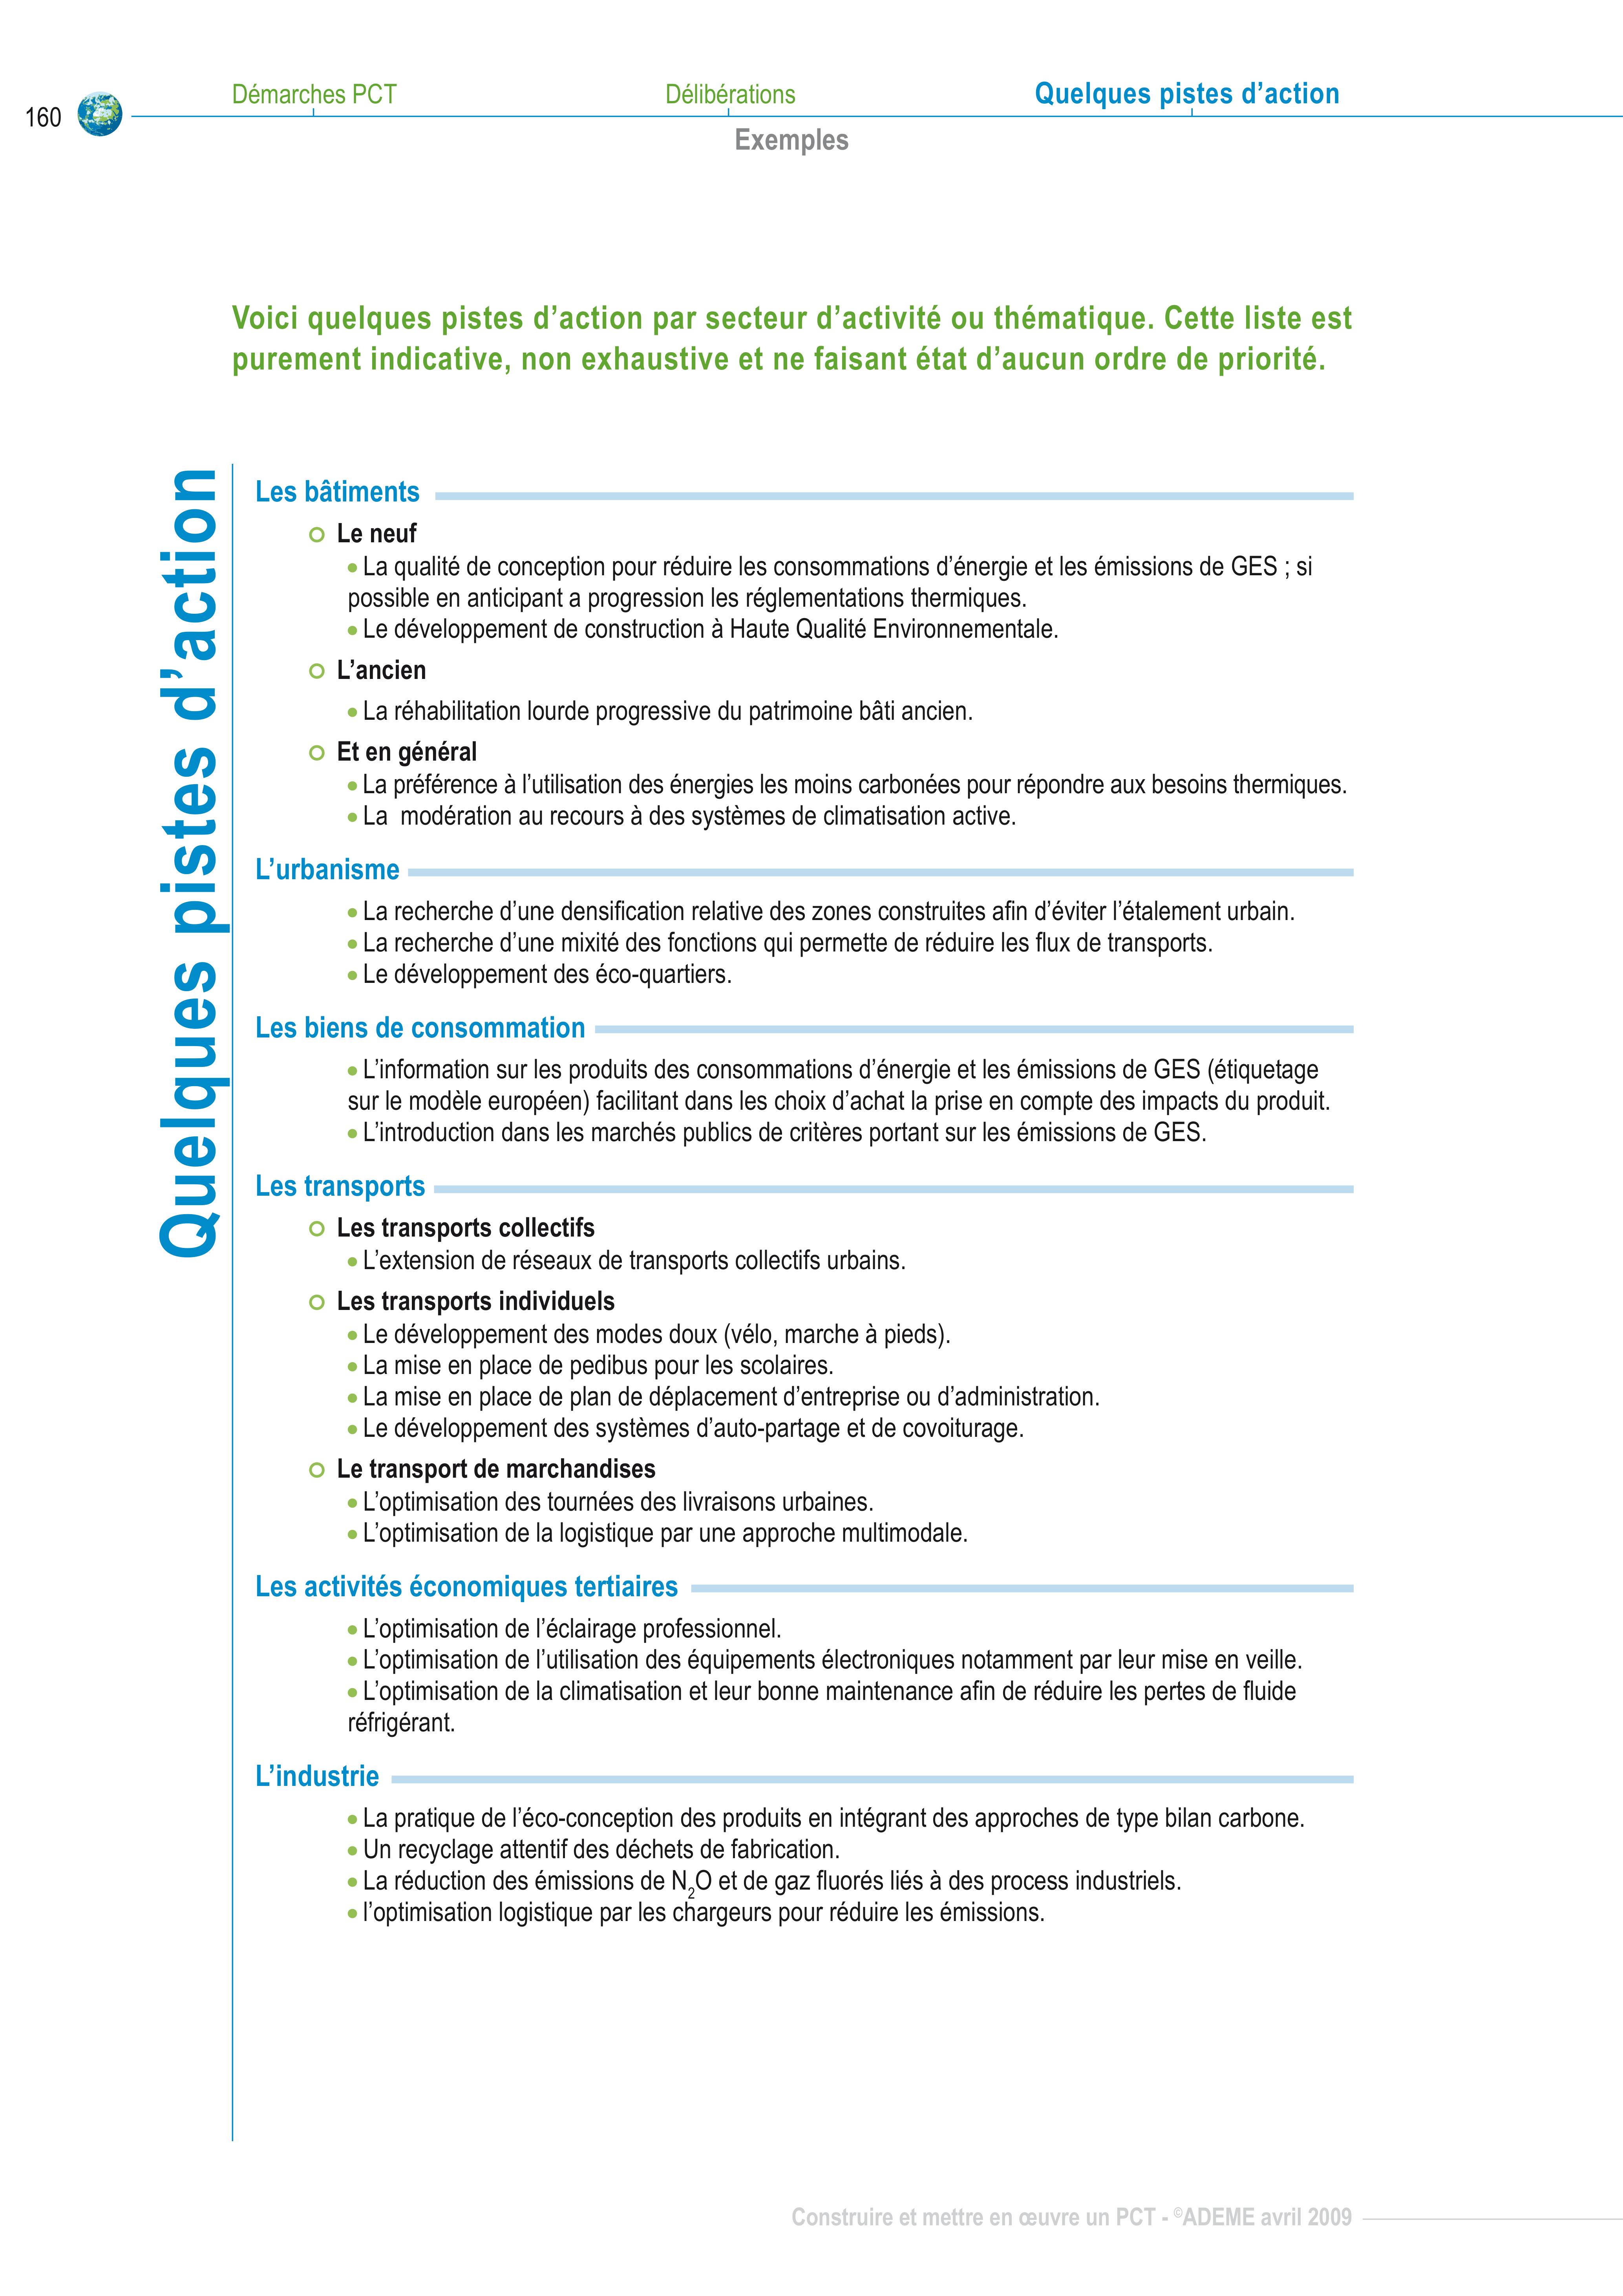 160
Démarches PCT
Délibérations
Quelques pistes d’action
Exemples
Voici quelques pistes d’action par secteur d’activité ou thématique. Cette liste est
purement indicative, non exhaustive et ne faisant état d’aucun ordre de priorité.
Quelques pistes d’action
Les bâtiments
Le neuf
• La qualité de conception pour réduire les consommations d’énergie et les émissions de GES ; si
possible en anticipant a progression les réglementations thermiques.
• Le développement de construction à Haute Qualité Environnementale.
L’ancien
• La réhabilitation lourde progressive du patrimoine bâti ancien.
Et en général
• La préférence à l’utilisation des énergies les moins carbonées pour répondre aux besoins thermiques.
• La  modération au recours à des systèmes de climatisation active.
L’urbanisme
• La recherche d’une densification relative des zones construites afin d’éviter l’étalement urbain.
• La recherche d’une mixité des fonctions qui permette de réduire les flux de transports.
• Le développement des éco-quartiers.
Les biens de consommation
• L’information sur les produits des consommations d’énergie et les émissions de GES (étiquetage
sur le modèle européen) facilitant dans les choix d’achat la prise en compte des impacts du produit.
• L’introduction dans les marchés publics de critères portant sur les émissions de GES.
Les transports
Les transports collectifs
• L’extension de réseaux de transports collectifs urbains.
Les transports individuels
• Le développement des modes doux (vélo, marche à pieds).
• La mise en place de pedibus pour les scolaires.
• La mise en place de plan de déplacement d’entreprise ou d’administration.
• Le développement des systèmes d’auto-partage et de covoiturage.
Le transport de marchandises
• L’optimisation des tournées des livraisons urbaines.
• L’optimisation de la logistique par une approche multimodale.
Les activités économiques tertiaires
• L’optimisation de l’éclairage professionnel.
• L’optimisation de l’utilisation des équipements électroniques notamment par leur mise en veille.
• L’optimisation de la climatisation et leur bonne maintenance afin de réduire les pertes de fluide
réfrigérant.
L’industrie
• La pratique de l’éco-conception des produits en intégrant des approches de type bilan carbone.
• Un recyclage attentif des déchets de fabrication.
• La réduction des émissions de N₂O et de gaz fluorés liés à des process industriels.
• l’optimisation logistique par les chargeurs pour réduire les émissions.
Construire et mettre en œuvre un PCT - ©ADEME avril 2009